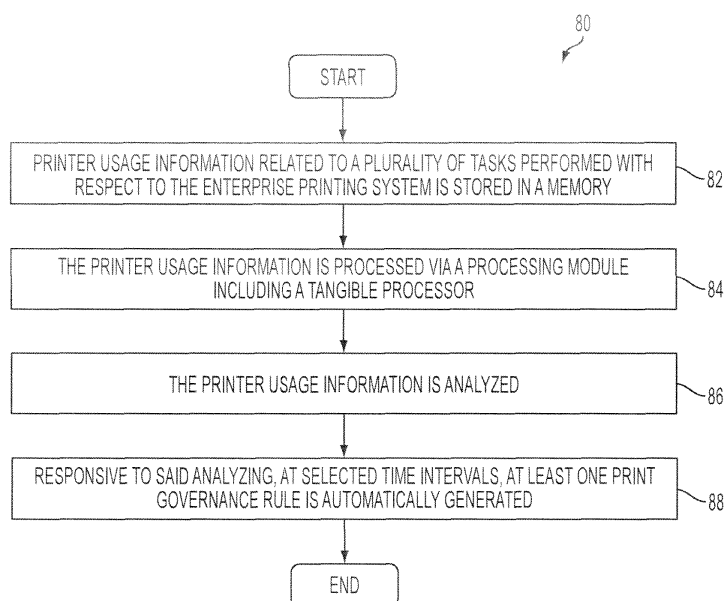 80
START
PRINTER USAGE INFORMATION RELATED TO A PLURALITY OF TASKS PERFORMED WITH
RESPECT TO THE ENTERPRISE PRINTING SYSTEM IS STORED IN A MEMORY
82
THE PRINTER USAGE INFORMATION IS PROCESSED VIA A PROCESSING MODULE
INCLUDING A TANGIBLE PROCESSOR
84
THE PRINTER USAGE INFORMATION IS ANALYZED
86
RESPONSIVE TO SAID ANALYZING, AT SELECTED TIME INTERVALS, AT LEAST ONE PRINT
GOVERNANCE RULE IS AUTOMATICALLY GENERATED
88
END